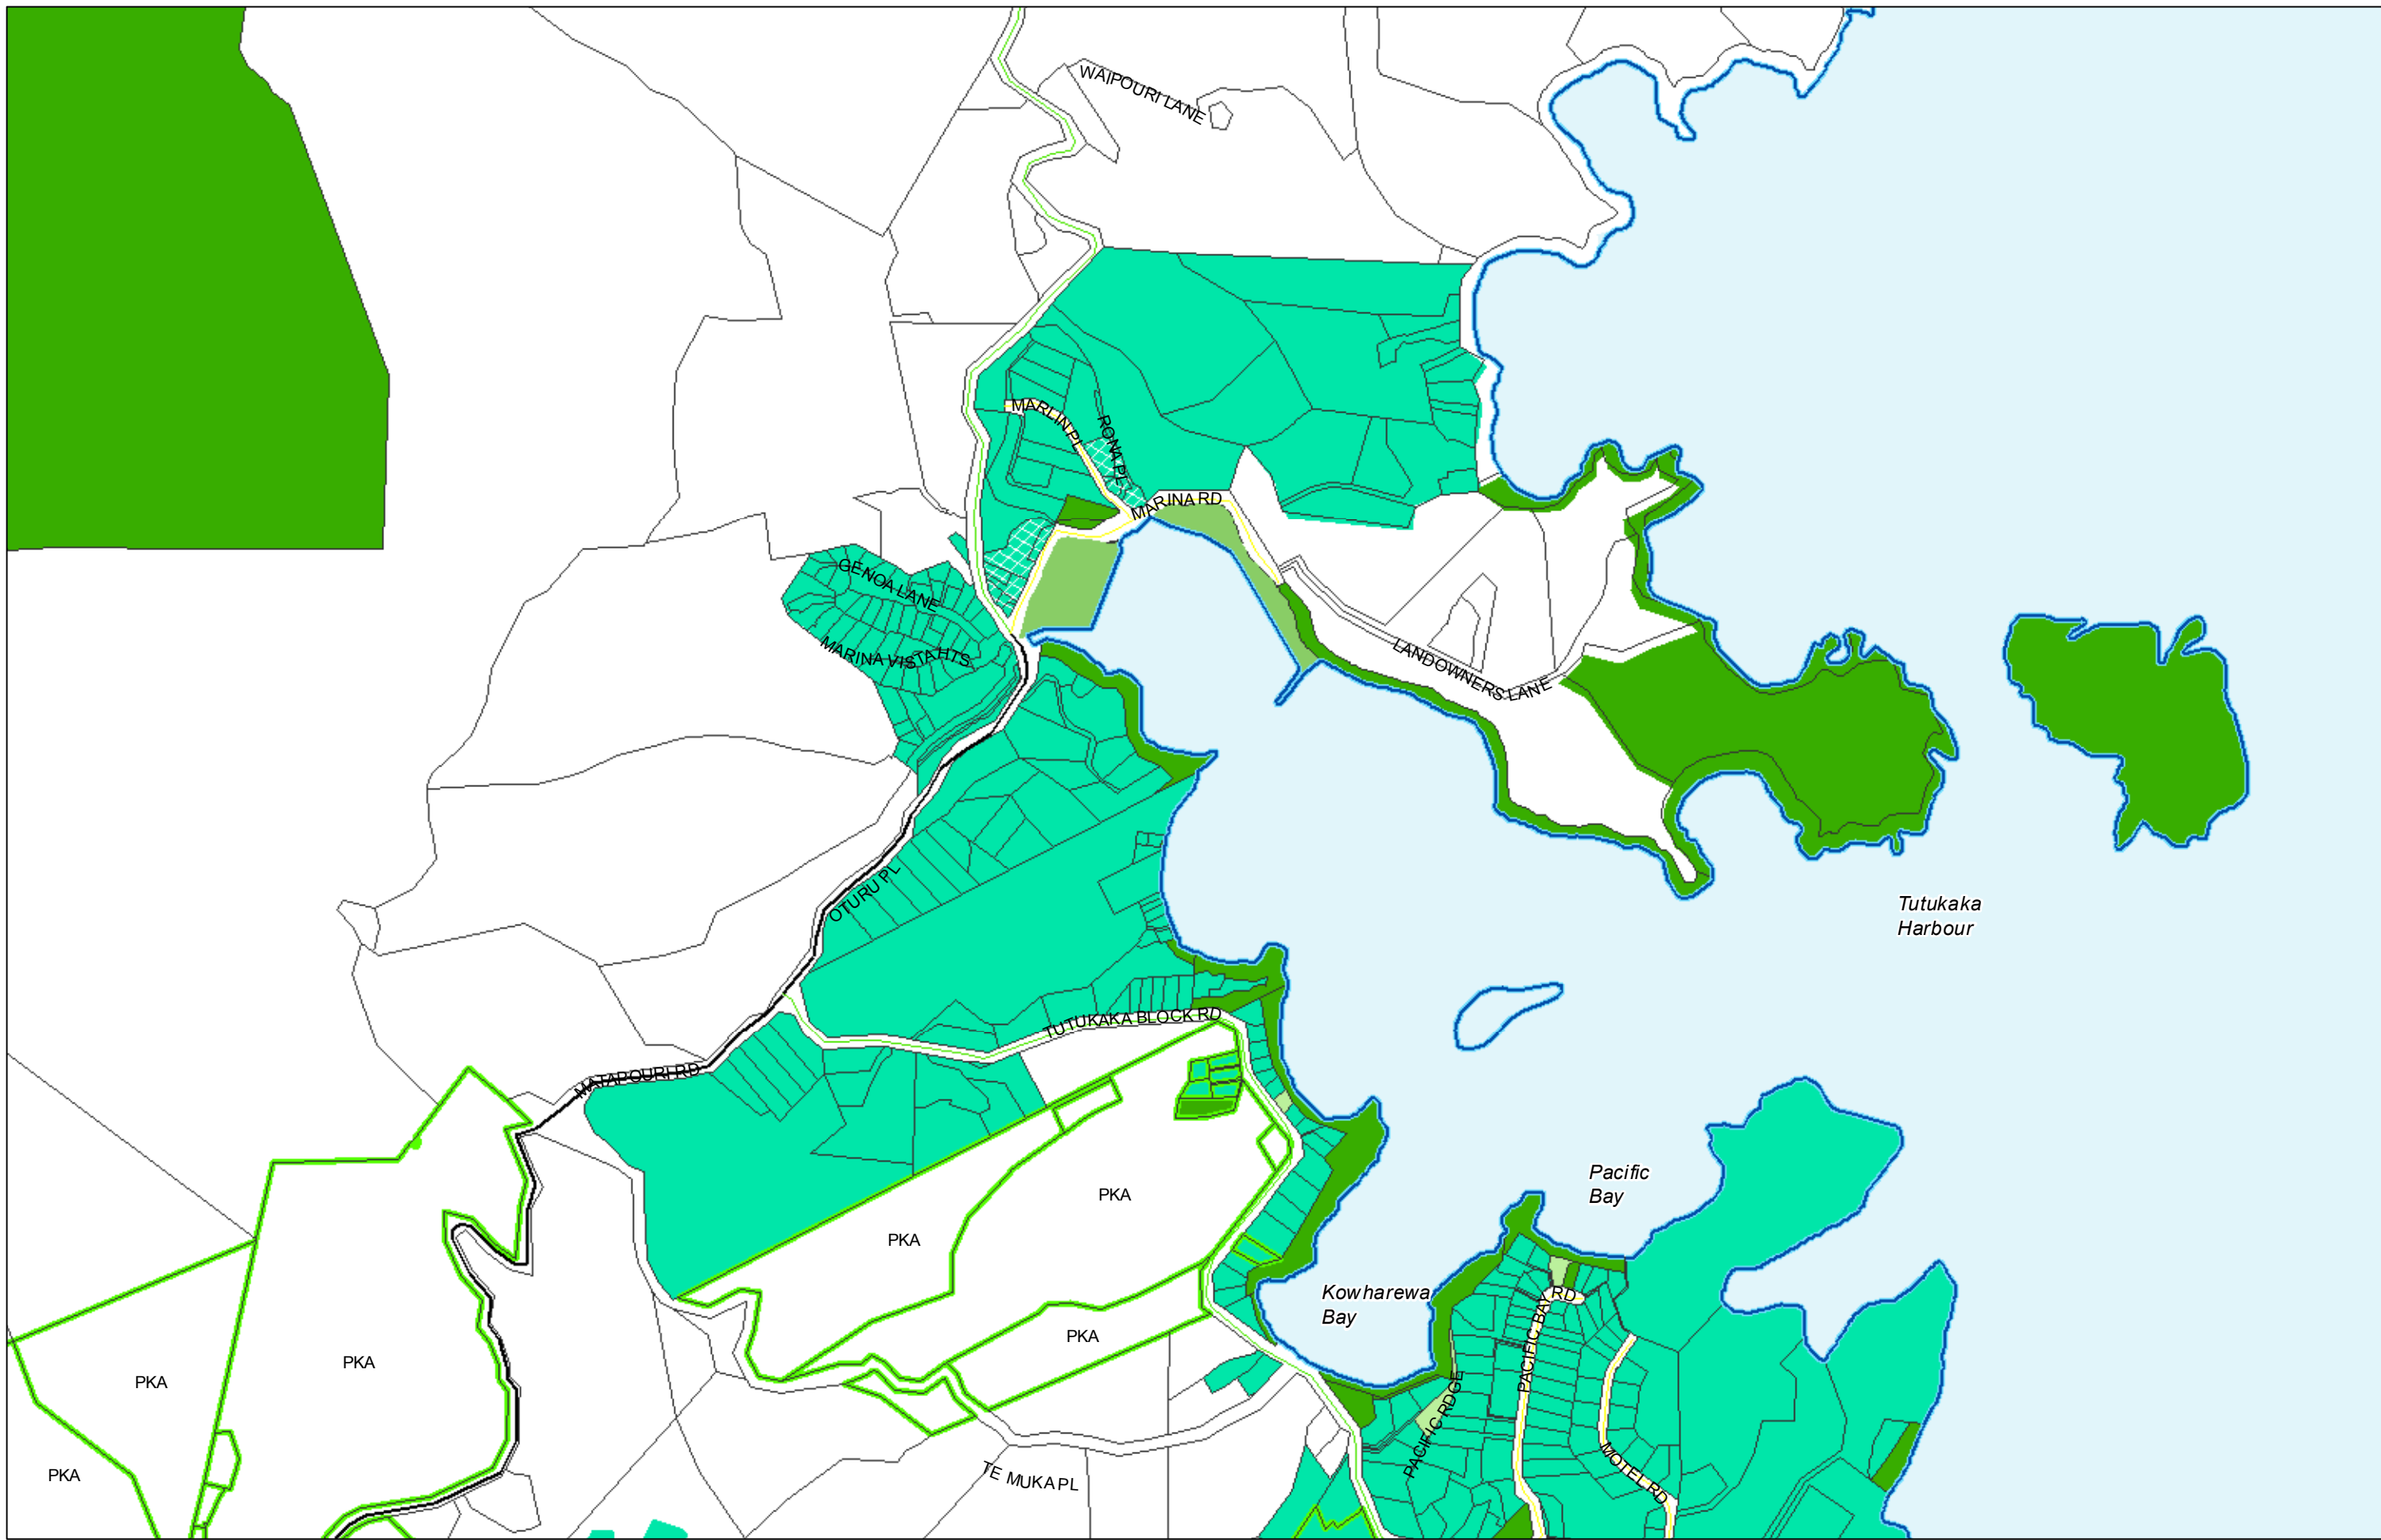 WAIPOURI LANE
MARLIN PL
RONA PL
MARINA RD
GENOA LANE
MARINA VISTA HTS
LANDOWNERS LANE
OTURU PL
Tutukaka
Harbour
TUTUKAKA BLOCK RD
MATAPOURI RD
Pacific
Bay
PKA
PKA
Kowharewa
Bay
PACIFIC BAY RD
PKA
PKA
PKA
PACIFIC RDGE
MOTEL RD
PKA
TE MUKA PL